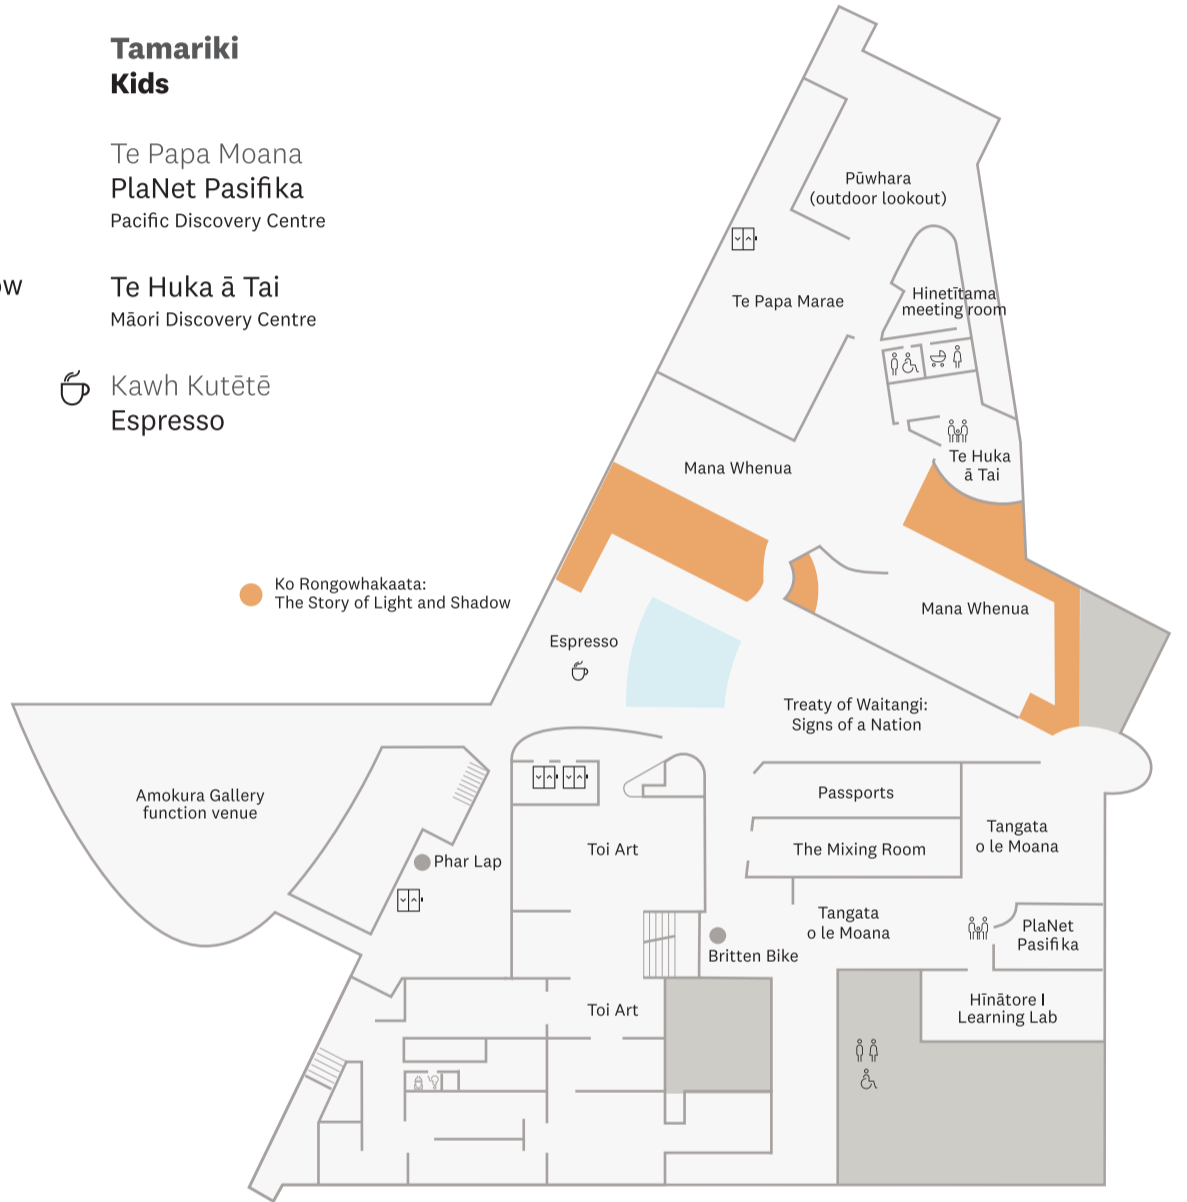 Tamariki
Kids
Te Papa Moana
PlaNet Pasifika
Pacific Discovery Centre
ow
Te Huka ā Tai
Māori Discovery Centre
Kawh Kutētē
Espresso
Pūwhara
(outdoor lookout)
Te Papa Marae
Hinetītama
meeting room
Te Huka
ā Tai
Mana Whenua
Ko Rongowhakaata:
The Story of Light and Shadow
Mana Whenua
Espresso
Treaty of Waitangi:
Signs of a Nation
Amokura Gallery
function venue
Passports
Phar Lap
Toi Art
The Mixing Room
Tangata
o le Moana
Tangata
o le Moana
Britten Bike
PlaNet
Pasifika
Toi Art
Hīnātore |
Learning Lab